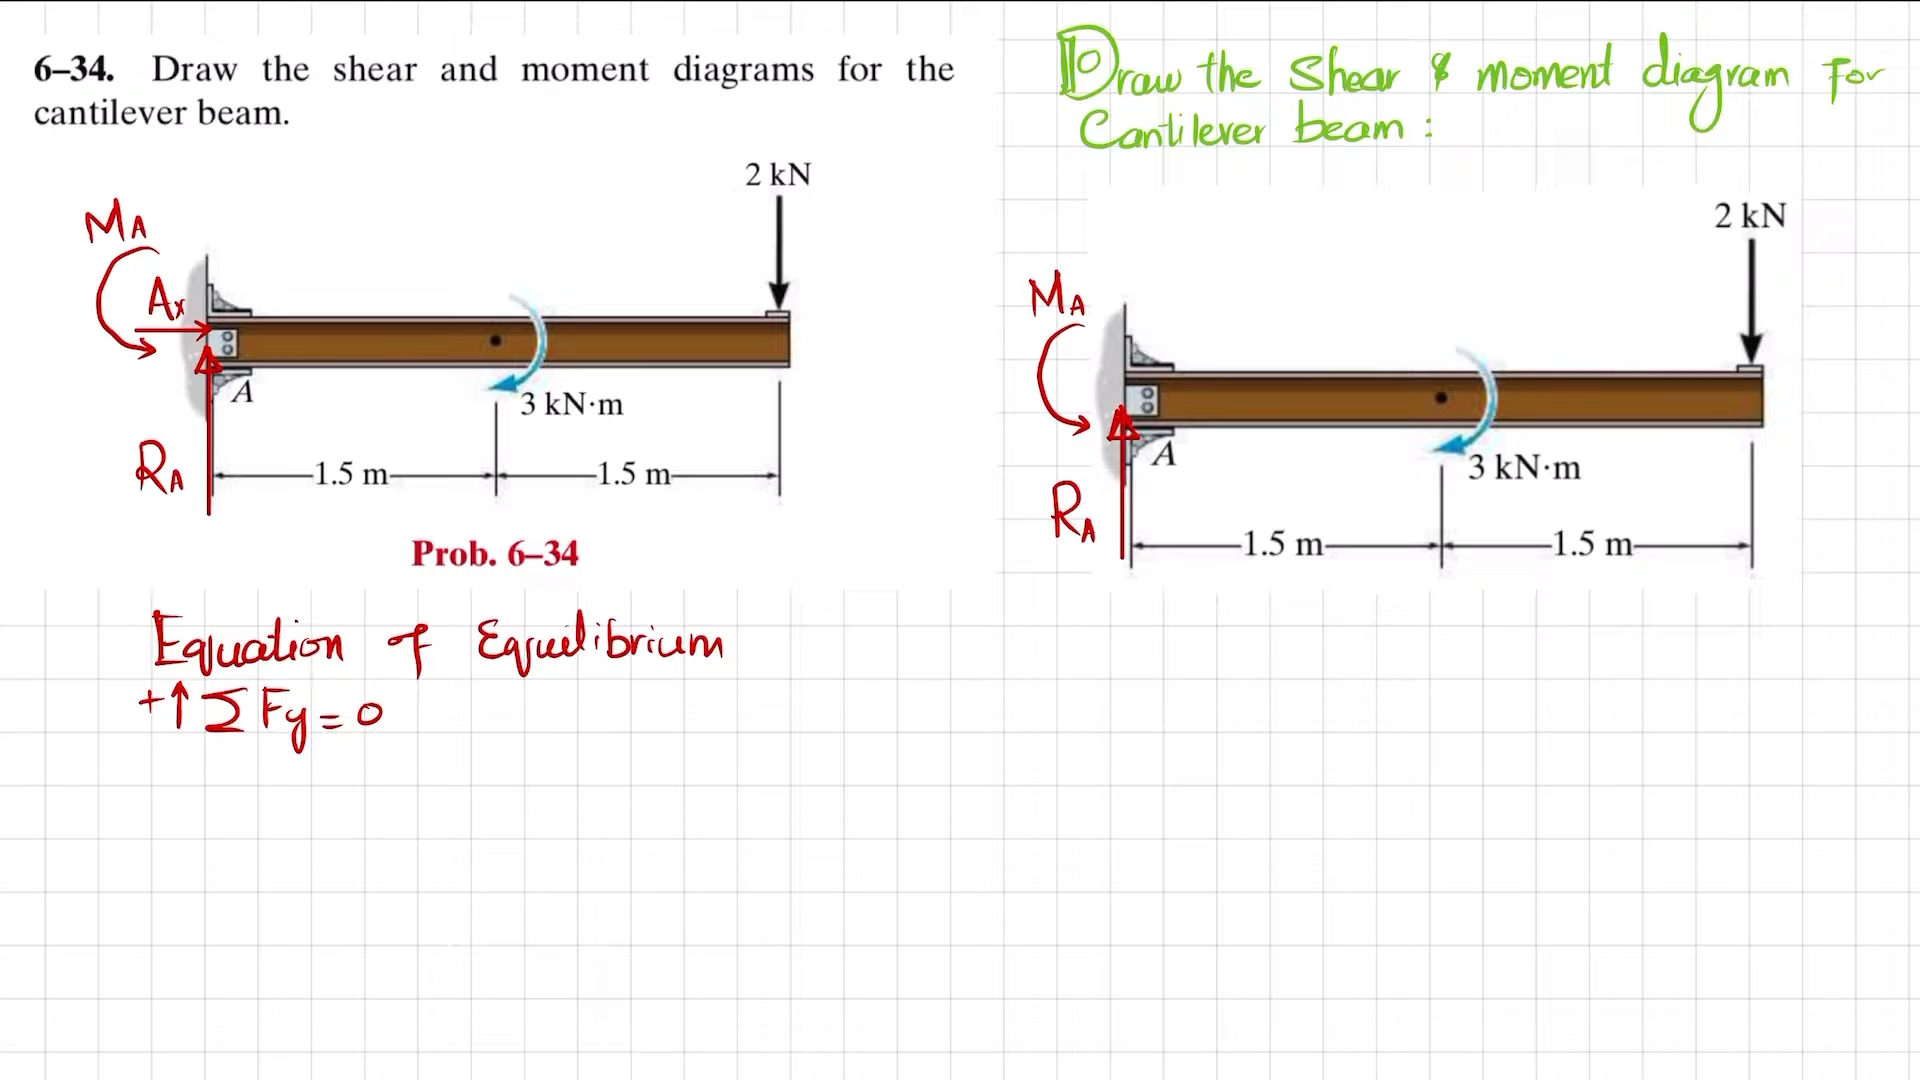 6–34. Draw the shear and moment diagrams for the
cantilever beam.
2 kN
MA
Ax
A
3 kN·m
RA
1.5 m
1.5 m
Prob. 6–34
Equation of Equilibrium
+↑ΣFy=0
Draw the Shear & moment diagram For
Cantilever beam:
2 kN
MA
A
3 kN·m
RA
1.5 m
1.5 m